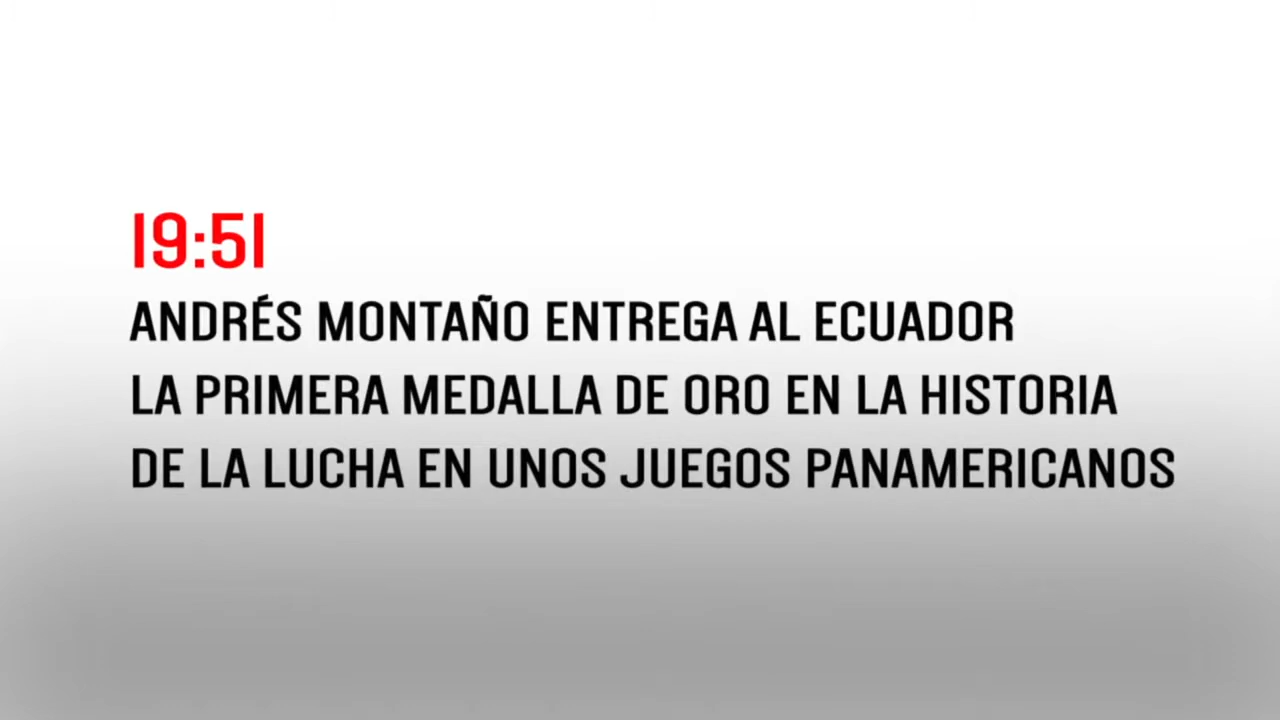 19:51
ANDRÉS MONTAÑO ENTREGA AL ECUADOR
LA PRIMERA MEDALLA DE ORO EN LA HISTORIA
DE LA LUCHA EN UNOS JUEGOS PANAMERICANOS